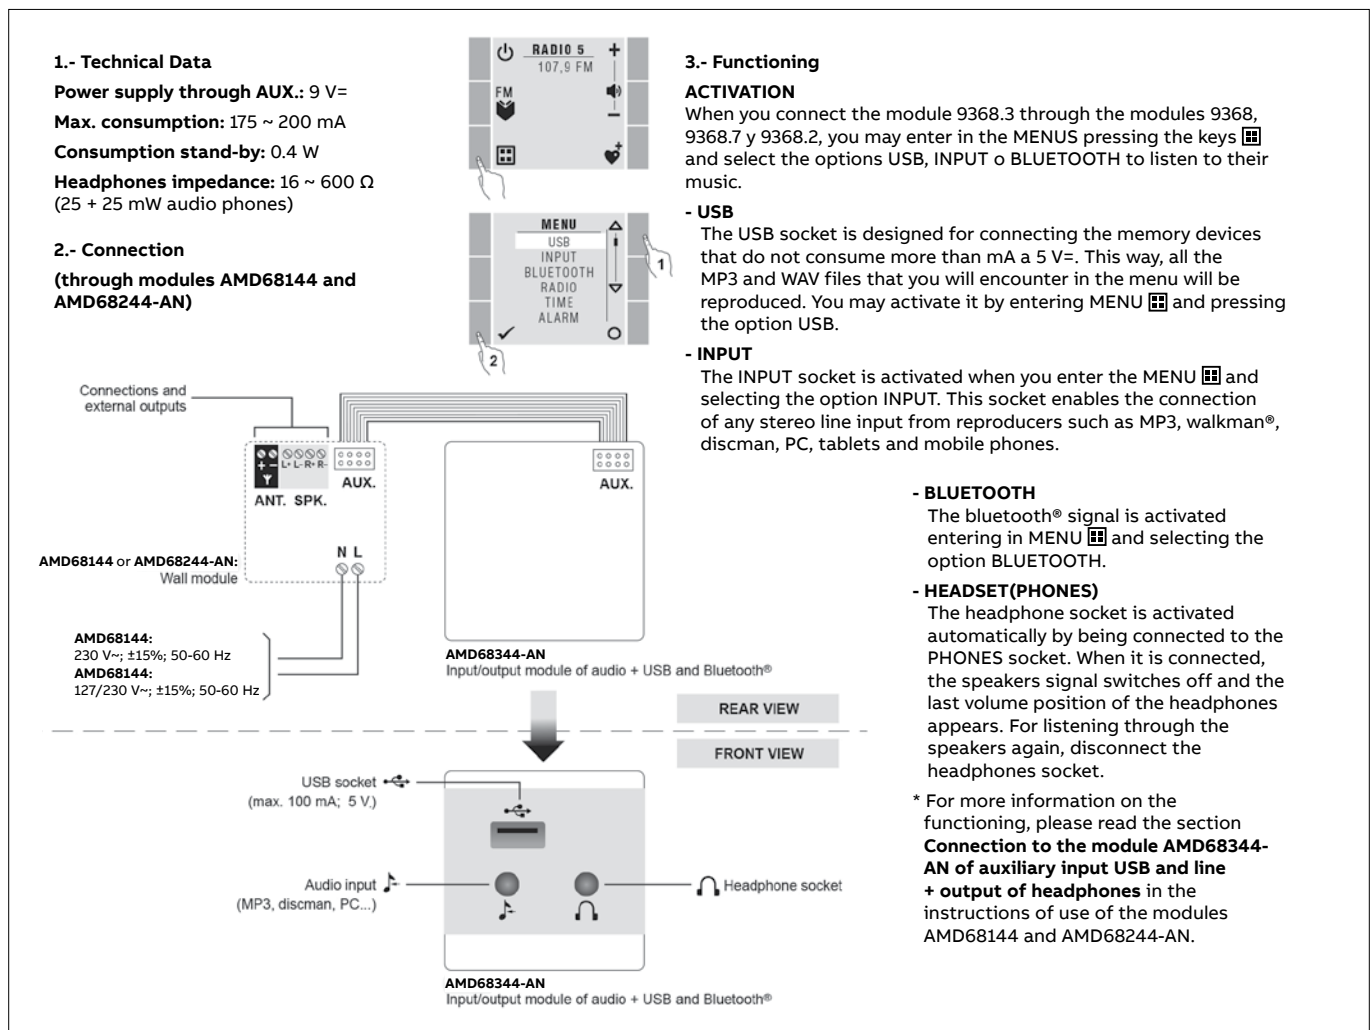 1.- Technical Data
Power supply through AUX.: 9 V=
Max. consumption: 175 ~ 200 mA
Consumption stand-by: 0.4 W
Headphones impedance: 16 ~ 600 Ω
(25 + 25 mW audio phones)
2.- Connection
(through modules AMD68144 and
AMD68244-AN)
RADIO 5
107,9 FM
FM
MENU
USB
INPUT
BLUETOOTH
RADIO
TIME
ALARM
1
2
Connections and
external outputs
+ − L+ L- R+ R-
ANT. SPK.
AUX.
AUX.
N L
AMD68144 or AMD68244-AN:
Wall module
AMD68144:
230 V~; ±15%; 50-60 Hz
AMD68144:
127/230 V~; ±15%; 50-60 Hz
AMD68344-AN
Input/output module of audio + USB and Bluetooth®
REAR VIEW
FRONT VIEW
USB socket
(max. 100 mA; 5 V.)
Audio input
(MP3, discman, PC...)
Headphone socket
AMD68344-AN
Input/output module of audio + USB and Bluetooth®
3.- Functioning
ACTIVATION
When you connect the module 9368.3 through the modules 9368,
9368.7 y 9368.2, you may enter in the MENUS pressing the keys
and select the options USB, INPUT o BLUETOOTH to listen to their
music.
- USB
The USB socket is designed for connecting the memory devices
that do not consume more than mA a 5 V=. This way, all the
MP3 and WAV files that you will encounter in the menu will be
reproduced. You may activate it by entering MENU and pressing
the option USB.
- INPUT
The INPUT socket is activated when you enter the MENU and
selecting the option INPUT. This socket enables the connection
of any stereo line input from reproducers such as MP3, walkman®,
discman, PC, tablets and mobile phones.
- BLUETOOTH
The bluetooth® signal is activated
entering in MENU and selecting the
option BLUETOOTH.
- HEADSET(PHONES)
The headphone socket is activated
automatically by being connected to the
PHONES socket. When it is connected,
the speakers signal switches off and the
last volume position of the headphones
appears. For listening through the
speakers again, disconnect the
headphones socket.
* For more information on the
functioning, please read the section
Connection to the module AMD68344-
AN of auxiliary input USB and line
+ output of headphones in the
instructions of use of the modules
AMD68144 and AMD68244-AN.